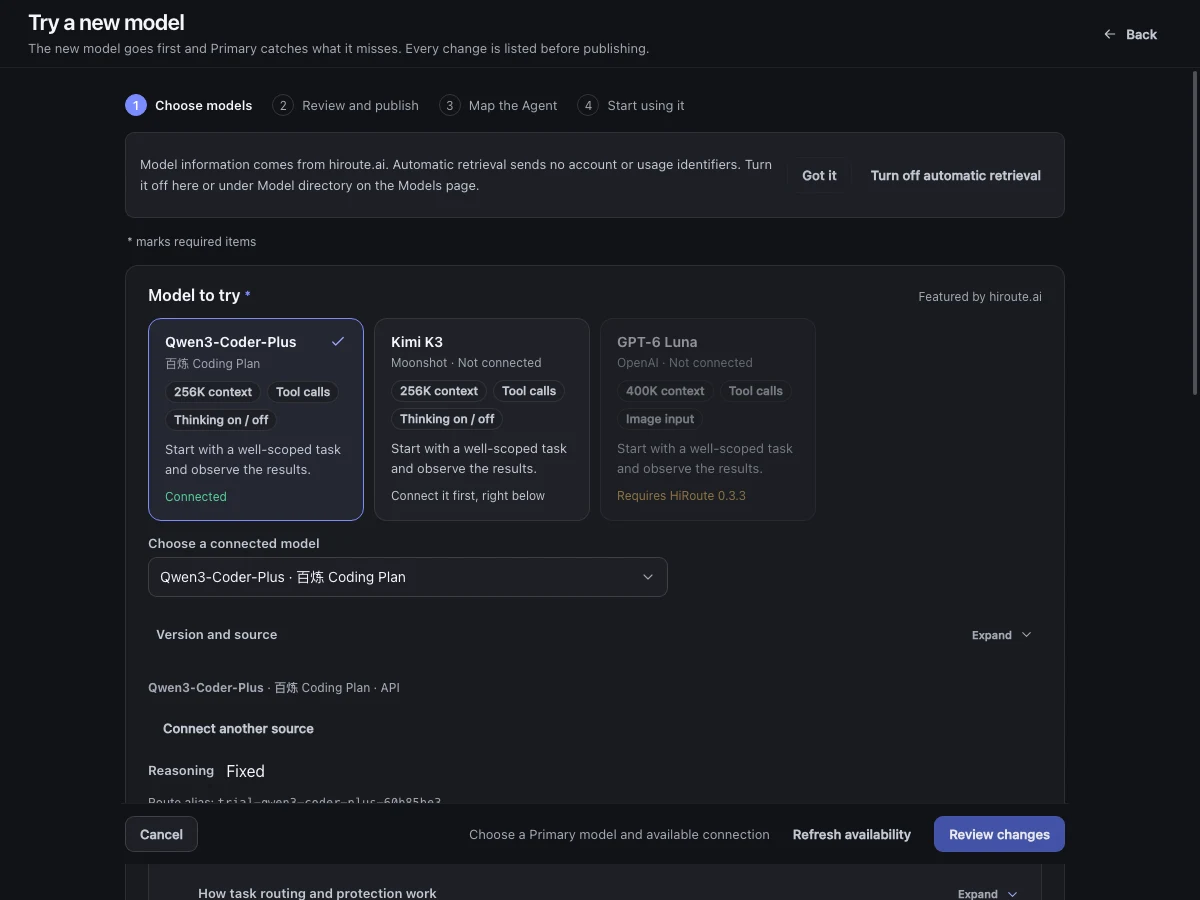 Try a new model
The new model goes first and Primary catches what it misses. Every change is listed before publishing.
← Back
1 Choose models
2 Review and publish
3 Map the Agent
4 Start using it
Model information comes from hiroute.ai. Automatic retrieval sends no account or usage identifiers. Turn
it off here or under Model directory on the Models page.
Got it
Turn off automatic retrieval
* marks required items
Model to try *
Featured by hiroute.ai
Qwen3-Coder-Plus
百炼 Coding Plan
256K context
Tool calls
Thinking on / off
Start with a well-scoped task
and observe the results.
Connected
Kimi K3
Moonshot · Not connected
256K context
Tool calls
Thinking on / off
Start with a well-scoped task
and observe the results.
Connect it first, right below
GPT-6 Luna
OpenAI · Not connected
400K context
Tool calls
Image input
Start with a well-scoped task
and observe the results.
Requires HiRoute 0.3.3
Choose a connected model
Qwen3-Coder-Plus · 百炼 Coding Plan
Version and source
Expand
Qwen3-Coder-Plus · 百炼 Coding Plan · API
Connect another source
Reasoning Fixed
Route alias: trial-qwen3-coder-plus-60b85be3
Cancel
Choose a Primary model and available connection
Refresh availability
Review changes
How task routing and protection work
Expand